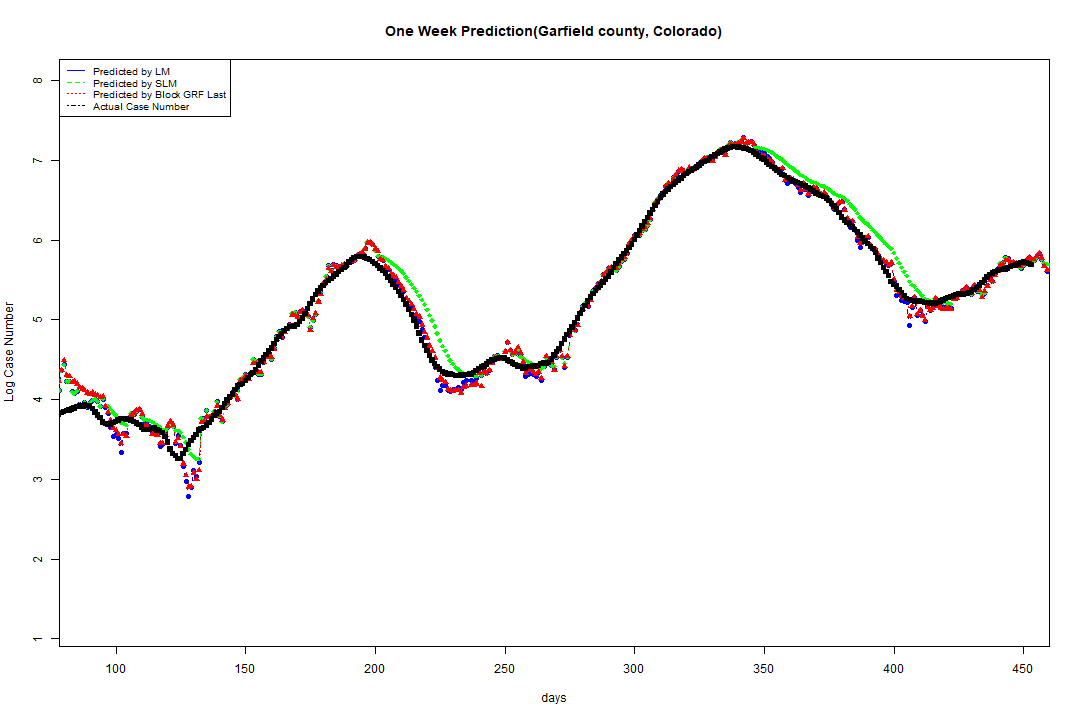 One Week Prediction(Garfield county, Colorado)
Predicted by LM
Predicted by SLM
Predicted by Block GRF Last
Actual Case Number
8
7
6
5
4
3
2
1
Log Case Number
100 150 200 250 300 350 400 450
days